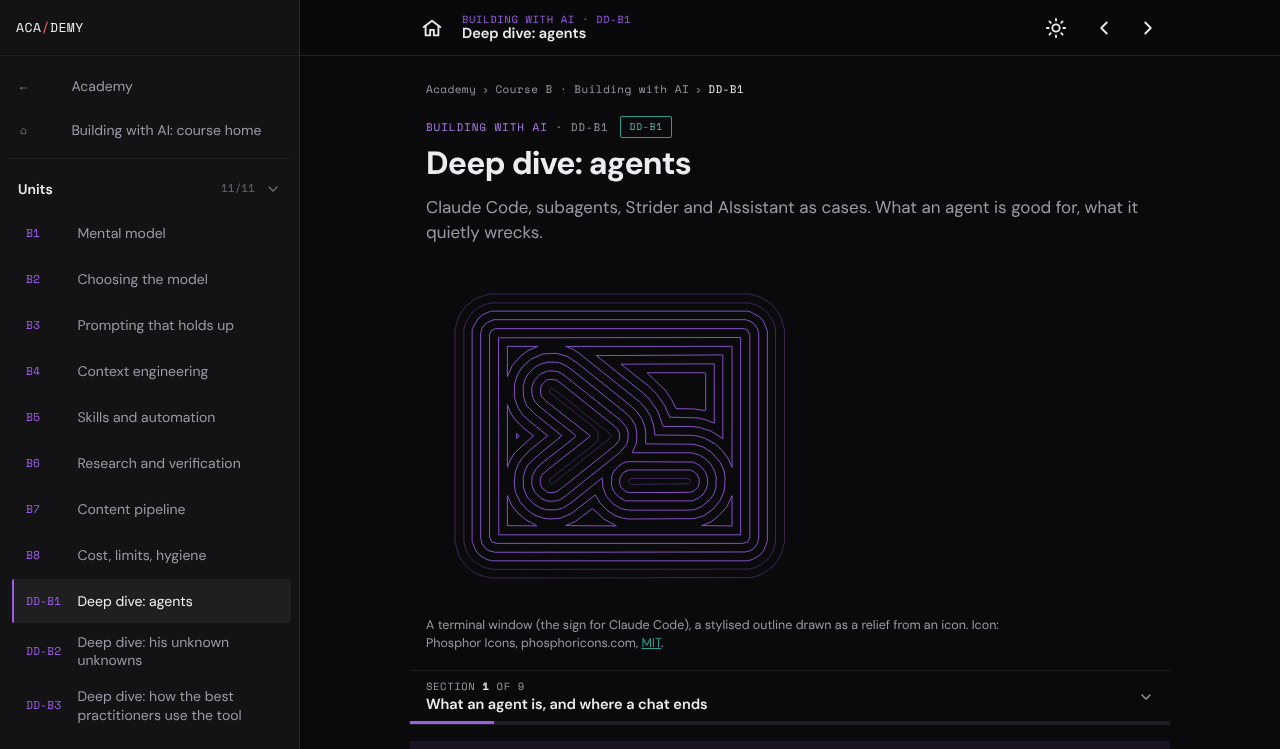 ACA/DEMY
← Academy
⌂ Building with AI: course home
Units 11/11
B1 Mental model
B2 Choosing the model
B3 Prompting that holds up
B4 Context engineering
B5 Skills and automation
B6 Research and verification
B7 Content pipeline
B8 Cost, limits, hygiene
DD-B1 Deep dive: agents
DD-B2 Deep dive: his unknown
unknowns
DD-B3 Deep dive: how the best
practitioners use the tool
BUILDING WITH AI · DD-B1
Deep dive: agents
Academy › Course B · Building with AI › DD-B1
BUILDING WITH AI · DD-B1 DD-B1
Deep dive: agents
Claude Code, subagents, Strider and AIssistant as cases. What an agent is good for, what it
quietly wrecks.
A terminal window (the sign for Claude Code), a stylised outline drawn as a relief from an icon. Icon:
Phosphor Icons, phosphoricons.com, MIT.
SECTION 1 OF 9
What an agent is, and where a chat ends